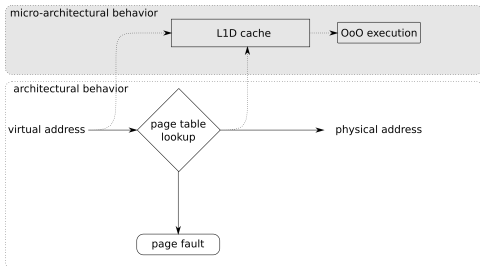 micro-architectural behavior
L1D cache
OoO execution
architectural behavior
virtual address
page table
lookup
physical address
page fault